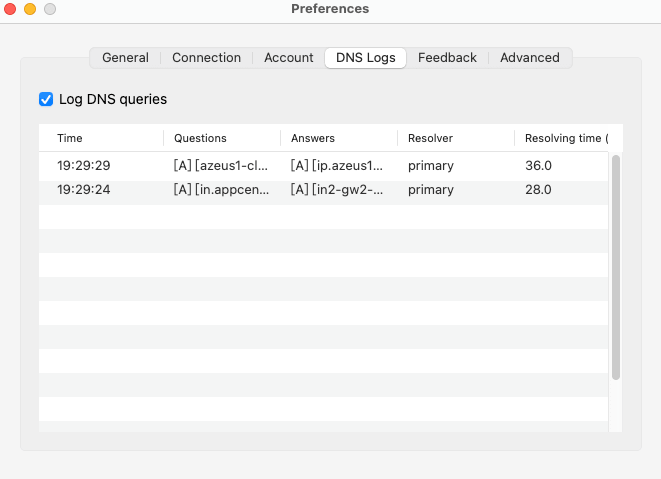 Preferences
General Connection Account DNS Logs Feedback Advanced
Log DNS queries
Time Questions Answers Resolver Resolving time (
19:29:29 [A] [azeus1-cl... [A] [ip.azeus1... primary 36.0
19:29:24 [A] [in.appcen... [A] [in2-gw2-... primary 28.0